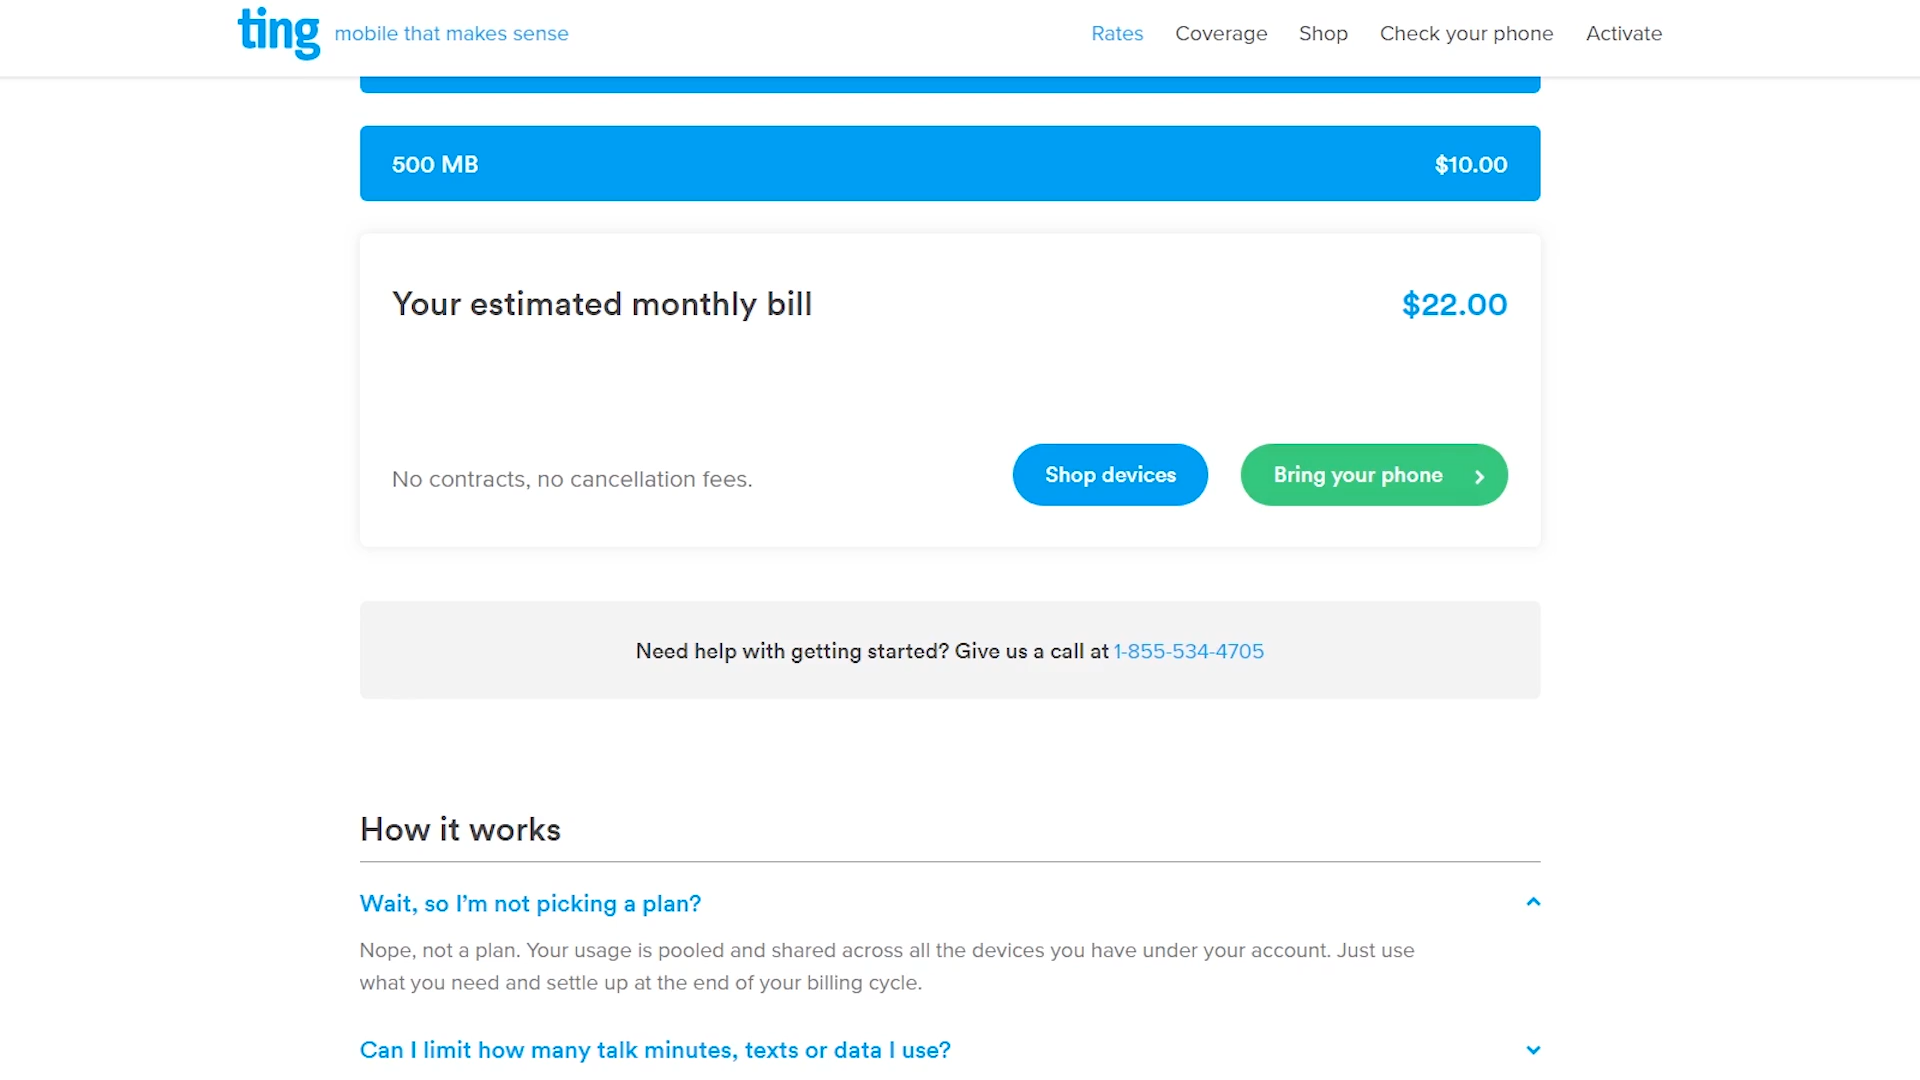 ting mobile that makes sense Rates Coverage Shop Check your phone Activate
500 MB $10.00
Your estimated monthly bill $22.00
No contracts, no cancellation fees. Shop devices Bring your phone
Need help with getting started? Give us a call at 1-855-534-4705
How it works
Wait, so I’m not picking a plan?
Nope, not a plan. Your usage is pooled and shared across all the devices you have under your account. Just use
what you need and settle up at the end of your billing cycle.
Can I limit how many talk minutes, texts or data I use?